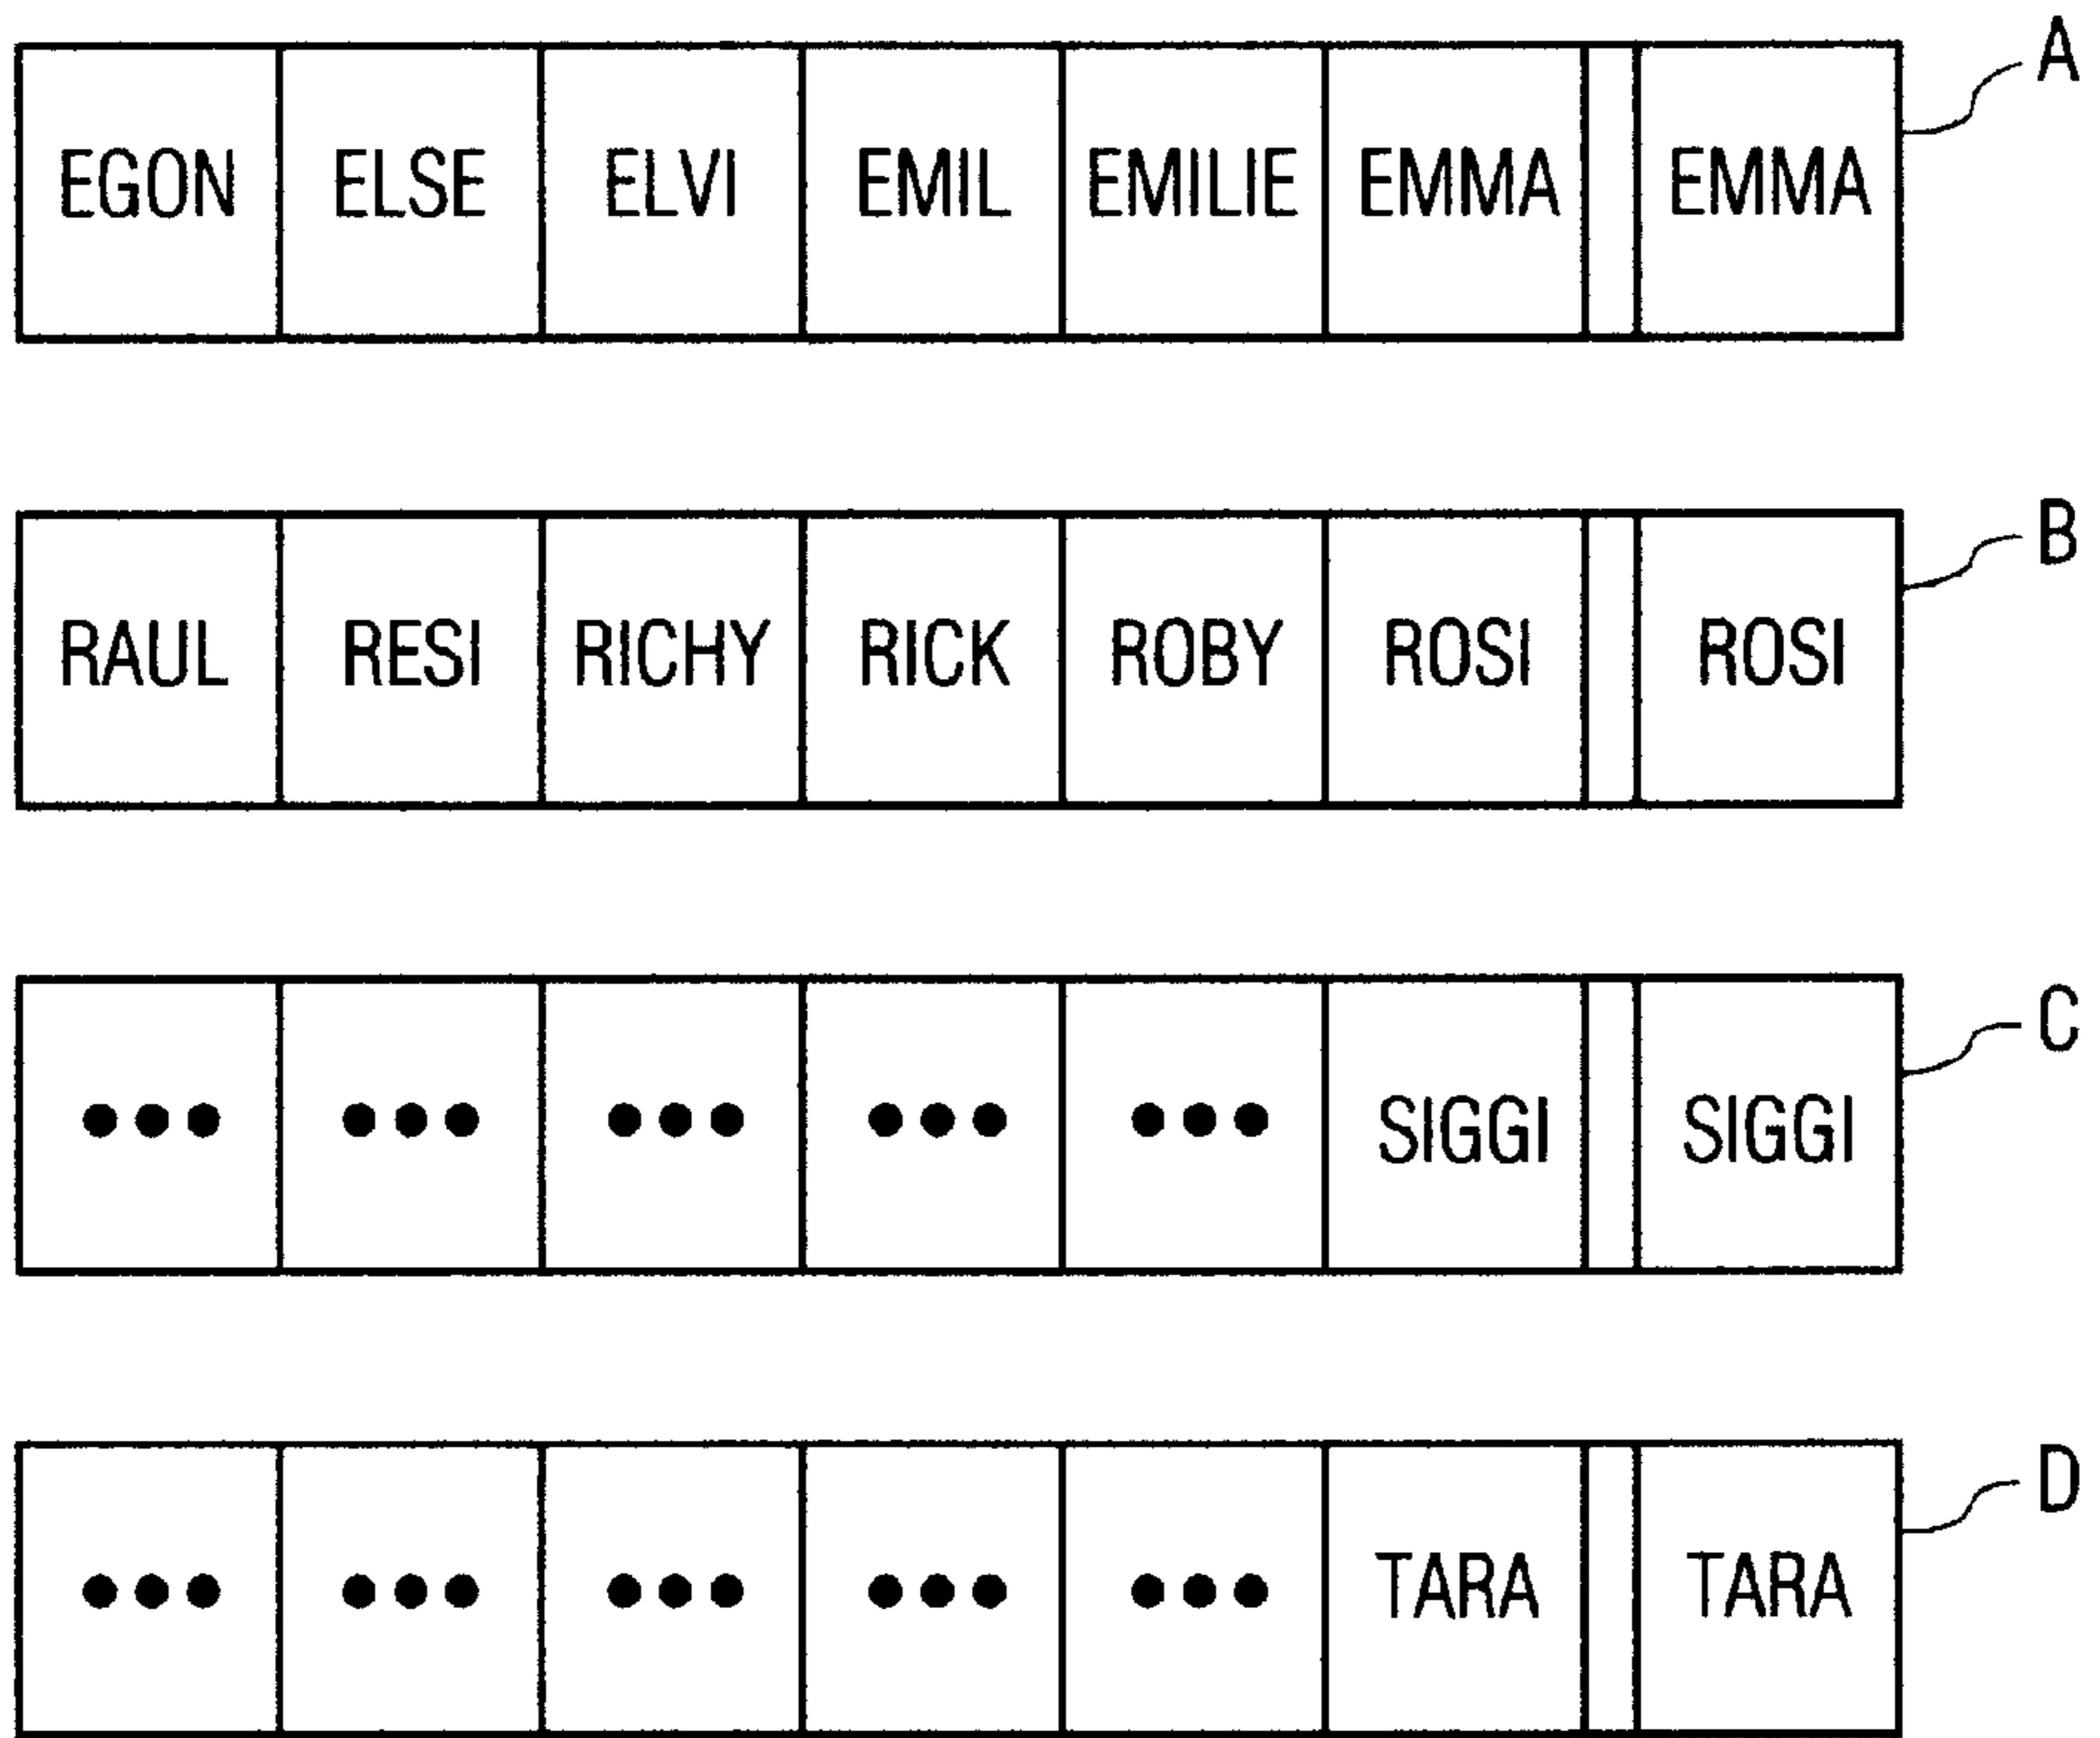 A
EGON ELSE ELVI EMIL EMILIE EMMA EMMA
B
RAUL RESI RICHY RICK ROBY ROSI ROSI
C
••• ••• ••• ••• ••• SIGGI SIGGI
D
••• ••• ••• ••• ••• TARA TARA